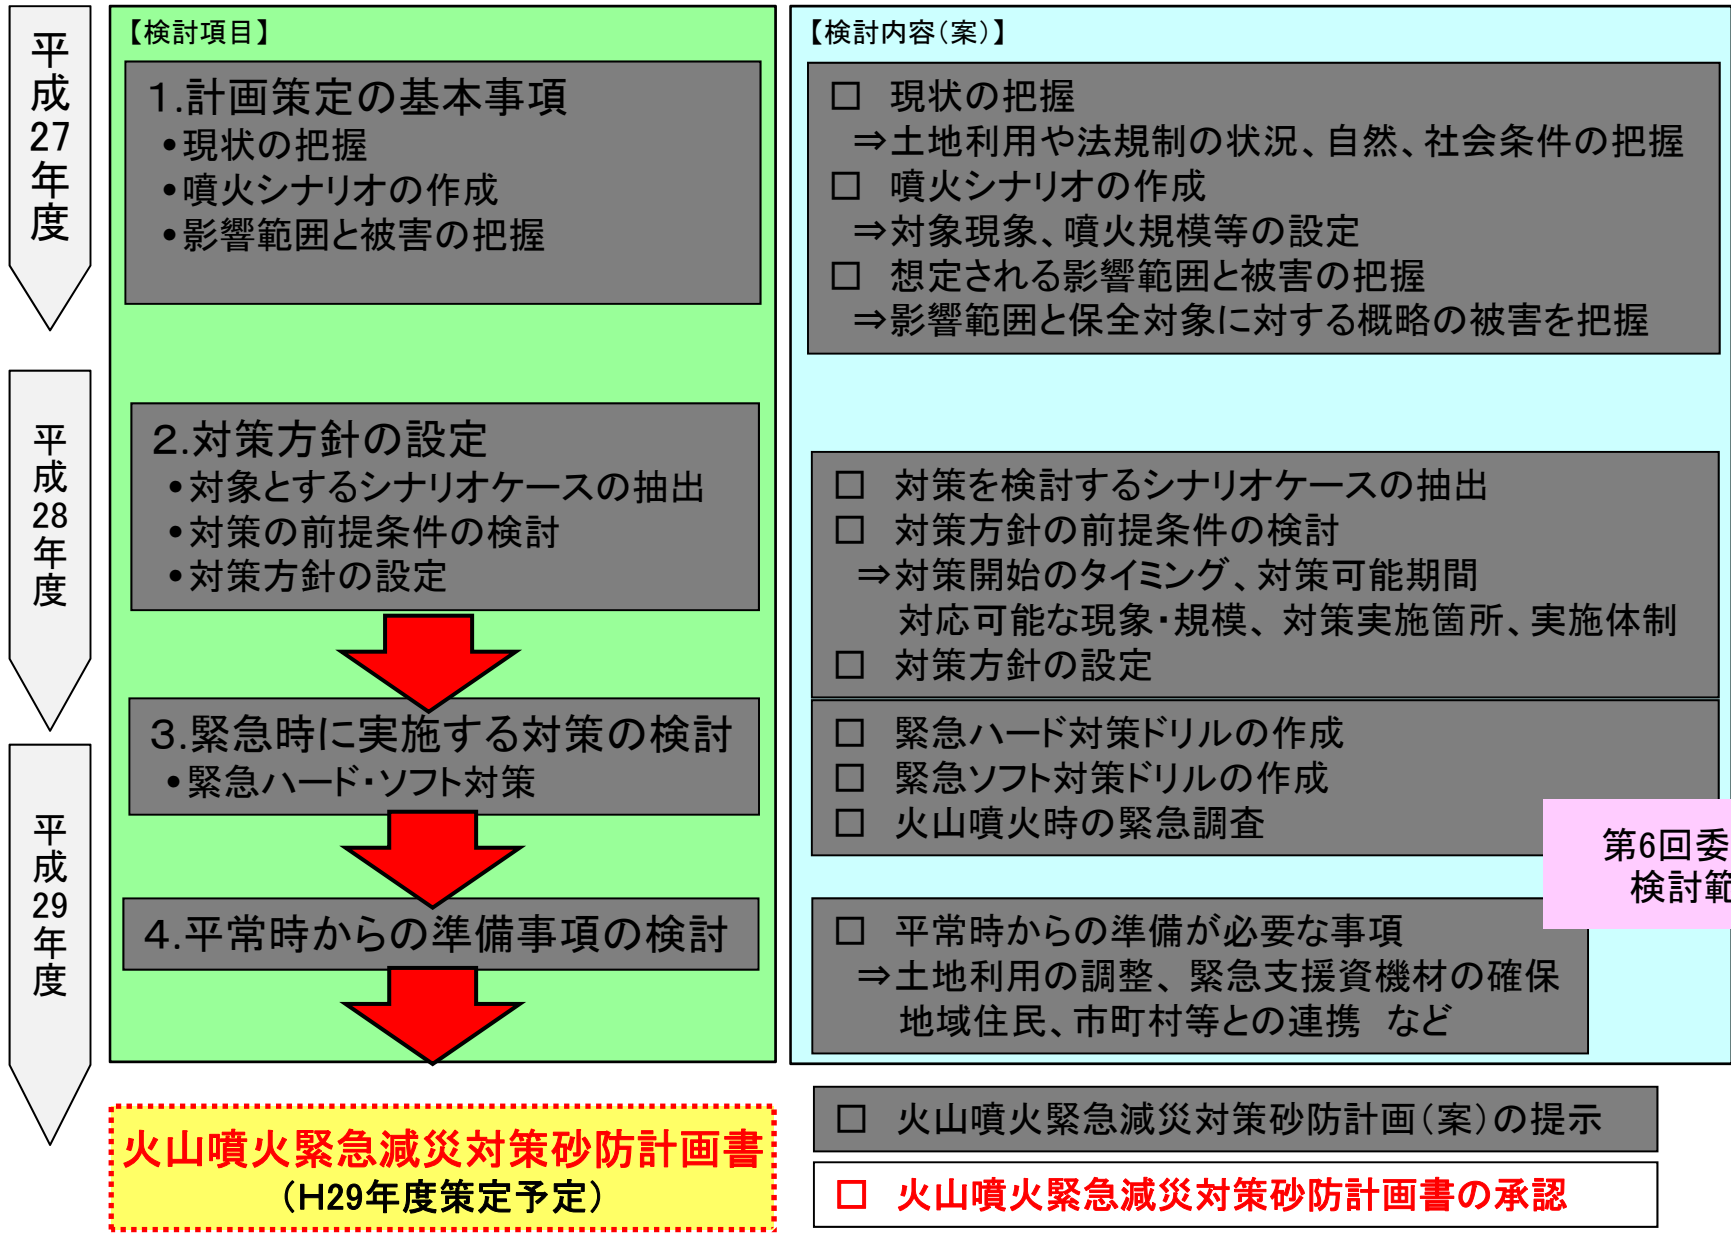 平成27年度
【検討項目】
1.計画策定の基本事項
•現状の把握
•噴火シナリオの作成
•影響範囲と被害の把握
【検討内容(案)】
□ 現状の把握
⇒土地利用や法規制の状況、自然、社会条件の把握
□ 噴火シナリオの作成
⇒対象現象、噴火規模等の設定
□ 想定される影響範囲と被害の把握
⇒影響範囲と保全対象に対する概略の被害を把握
平成28年度
2.対策方針の設定
•対象とするシナリオケースの抽出
•対策の前提条件の検討
•対策方針の設定
□ 対策を検討するシナリオケースの抽出
□ 対策方針の前提条件の検討
⇒対策開始のタイミング、対策可能期間
対応可能な現象・規模、対策実施箇所、実施体制
□ 対策方針の設定
平成29年度
3.緊急時に実施する対策の検討
•緊急ハード・ソフト対策
□ 緊急ハード対策ドリルの作成
□ 緊急ソフト対策ドリルの作成
□ 火山噴火時の緊急調査
第6回委
検討範
4.平常時からの準備事項の検討
□ 平常時からの準備が必要な事項
⇒土地利用の調整、緊急支援資機材の確保
地域住民、市町村等との連携 など
火山噴火緊急減災対策砂防計画書
(H29年度策定予定)
□ 火山噴火緊急減災対策砂防計画(案)の提示
□ 火山噴火緊急減災対策砂防計画書の承認